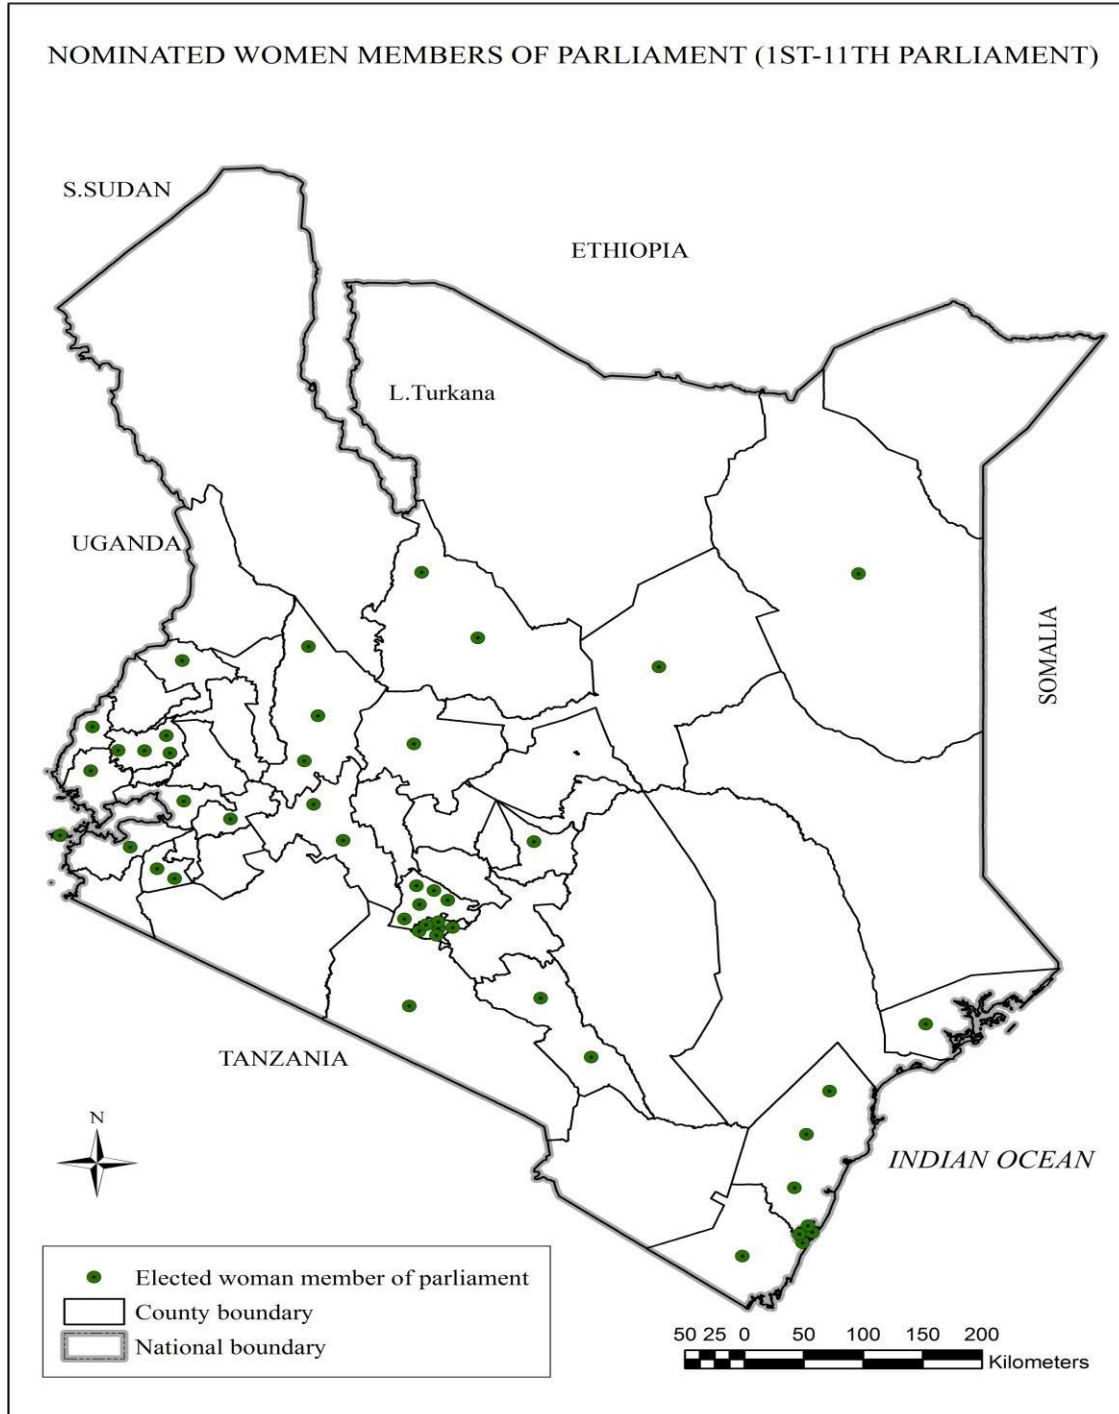 NOMINATED WOMEN MEMBERS OF PARLIAMENT (1ST-11TH PARLIAMENT)
S.SUDAN
ETHIOPIA
L.Turkana
UGANDA
SOMALIA
TANZANIA
N
INDIAN OCEAN
Elected woman member of parliament
County boundary
National boundary
50 25 0 50 100 150 200
Kilometers